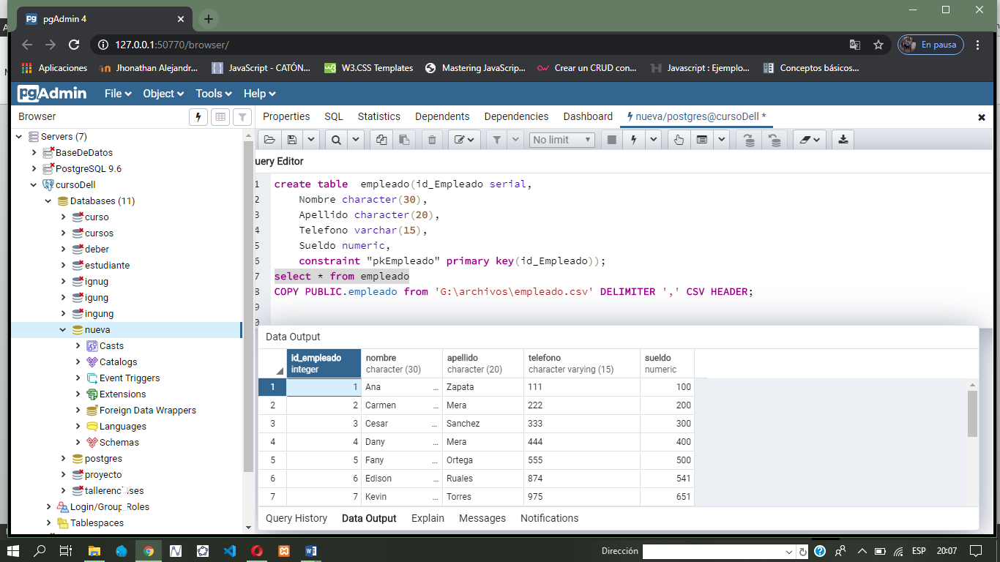 pgAdmin 4
127.0.0.1:50770/browser/
En pausa
Aplicaciones
Jhonathan Alejandr...
JavaScript - CATÓN...
W3.CSS Templates
Mastering JavaScrip...
Crear un CRUD con...
Javascript : Ejemplo...
Conceptos básicos...
pgAdmin File Object Tools Help
Browser
Properties SQL Statistics Dependents Dependencies Dashboard nueva/postgres@cursoDell *
Servers (7)
BaseDeDatos
PostgreSQL 9.6
cursoDell
Databases (11)
curso
cursos
deber
estudiante
ignug
igung
ingung
nueva
Casts
Catalogs
Event Triggers
Extensions
Foreign Data Wrappers
Languages
Schemas
postgres
proyecto
Login/Group Roles
Tablespaces
No limit
uery Editor
1 create table  empleado(id_Empleado serial,
2 Nombre character(30),
3 Apellido character(20),
4 Telefono varchar(15),
5 Sueldo numeric,
6 constraint "pkEmpleado" primary key(id_Empleado));
7 select * from empleado
8 COPY PUBLIC.empleado from 'G:\archivos\empleado.csv' DELIMITER ',' CSV HEADER;
9
0
Data Output
id_empleado nombre apellido telefono sueldo
integer character (30) character (20) character varying (15) numeric
1 1 Ana ... Zapata 111 100
2 2 Carmen ... Mera 222 200
3 3 Cesar ... Sanchez 333 300
4 4 Dany ... Mera 444 400
5 5 Fany ... Ortega 555 500
6 6 Edison ... Ruales 874 541
7 7 Kevin ... Torres 975 651
Query History Data Output Explain Messages Notifications
Dirección
ESP 20:07